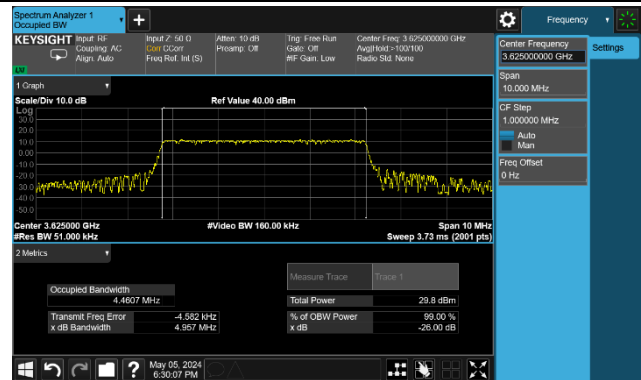 Spectrum Analyzer 1
Occupied BW
+
Frequency
KEYSIGHT Input: RF
Coupling: AC
Align: Auto
Input Z: 50 Ω
Corr CCorr
Freq Ref: Int (S)
Atten: 10 dB
Preamp: Off
Trig: Free Run
Gate: Off
#IF Gain: Low
Center Freq: 3.625000000 GHz
Avg|Hold:>100/100
Radio Std: None
LW
Center Frequency
3.625000000 GHz
Settings
Span
10.000 MHz
CF Step
1.000000 MHz
Auto
Man
Freq Offset
0 Hz
1 Graph
Scale/Div 10.0 dB
Ref Value 40.00 dBm
Log
30.0
20.0
10.0
0.00
-10.0
-20.0
-30.0
-40.0
-50.0
Center 3.625000 GHz
#Video BW 160.00 kHz
Span 10 MHz
#Res BW 51.000 kHz
Sweep 3.73 ms (2001 pts)
2 Metrics
Measure Trace
Trace 1
Occupied Bandwidth
4.4607 MHz
Total Power
29.8 dBm
Transmit Freq Error
-4.582 kHz
% of OBW Power
99.00 %
x dB Bandwidth
4.957 MHz
x dB
-26.00 dB
?
May 05, 2024
6:30:07 PM